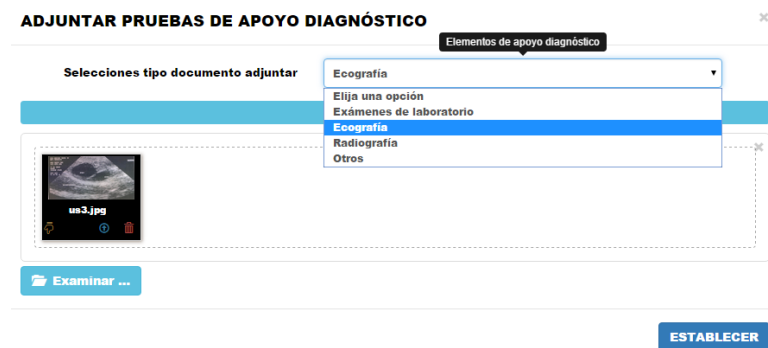 ADJUNTAR PRUEBAS DE APOYO DIAGNÓSTICO
Elementos de apoyo diagnóstico
Selecciones tipo documento adjuntar
Ecografía
Elija una opción
Exámenes de laboratorio
Ecografía
Radiografía
Otros
us3.jpg
Examinar ...
ESTABLECER